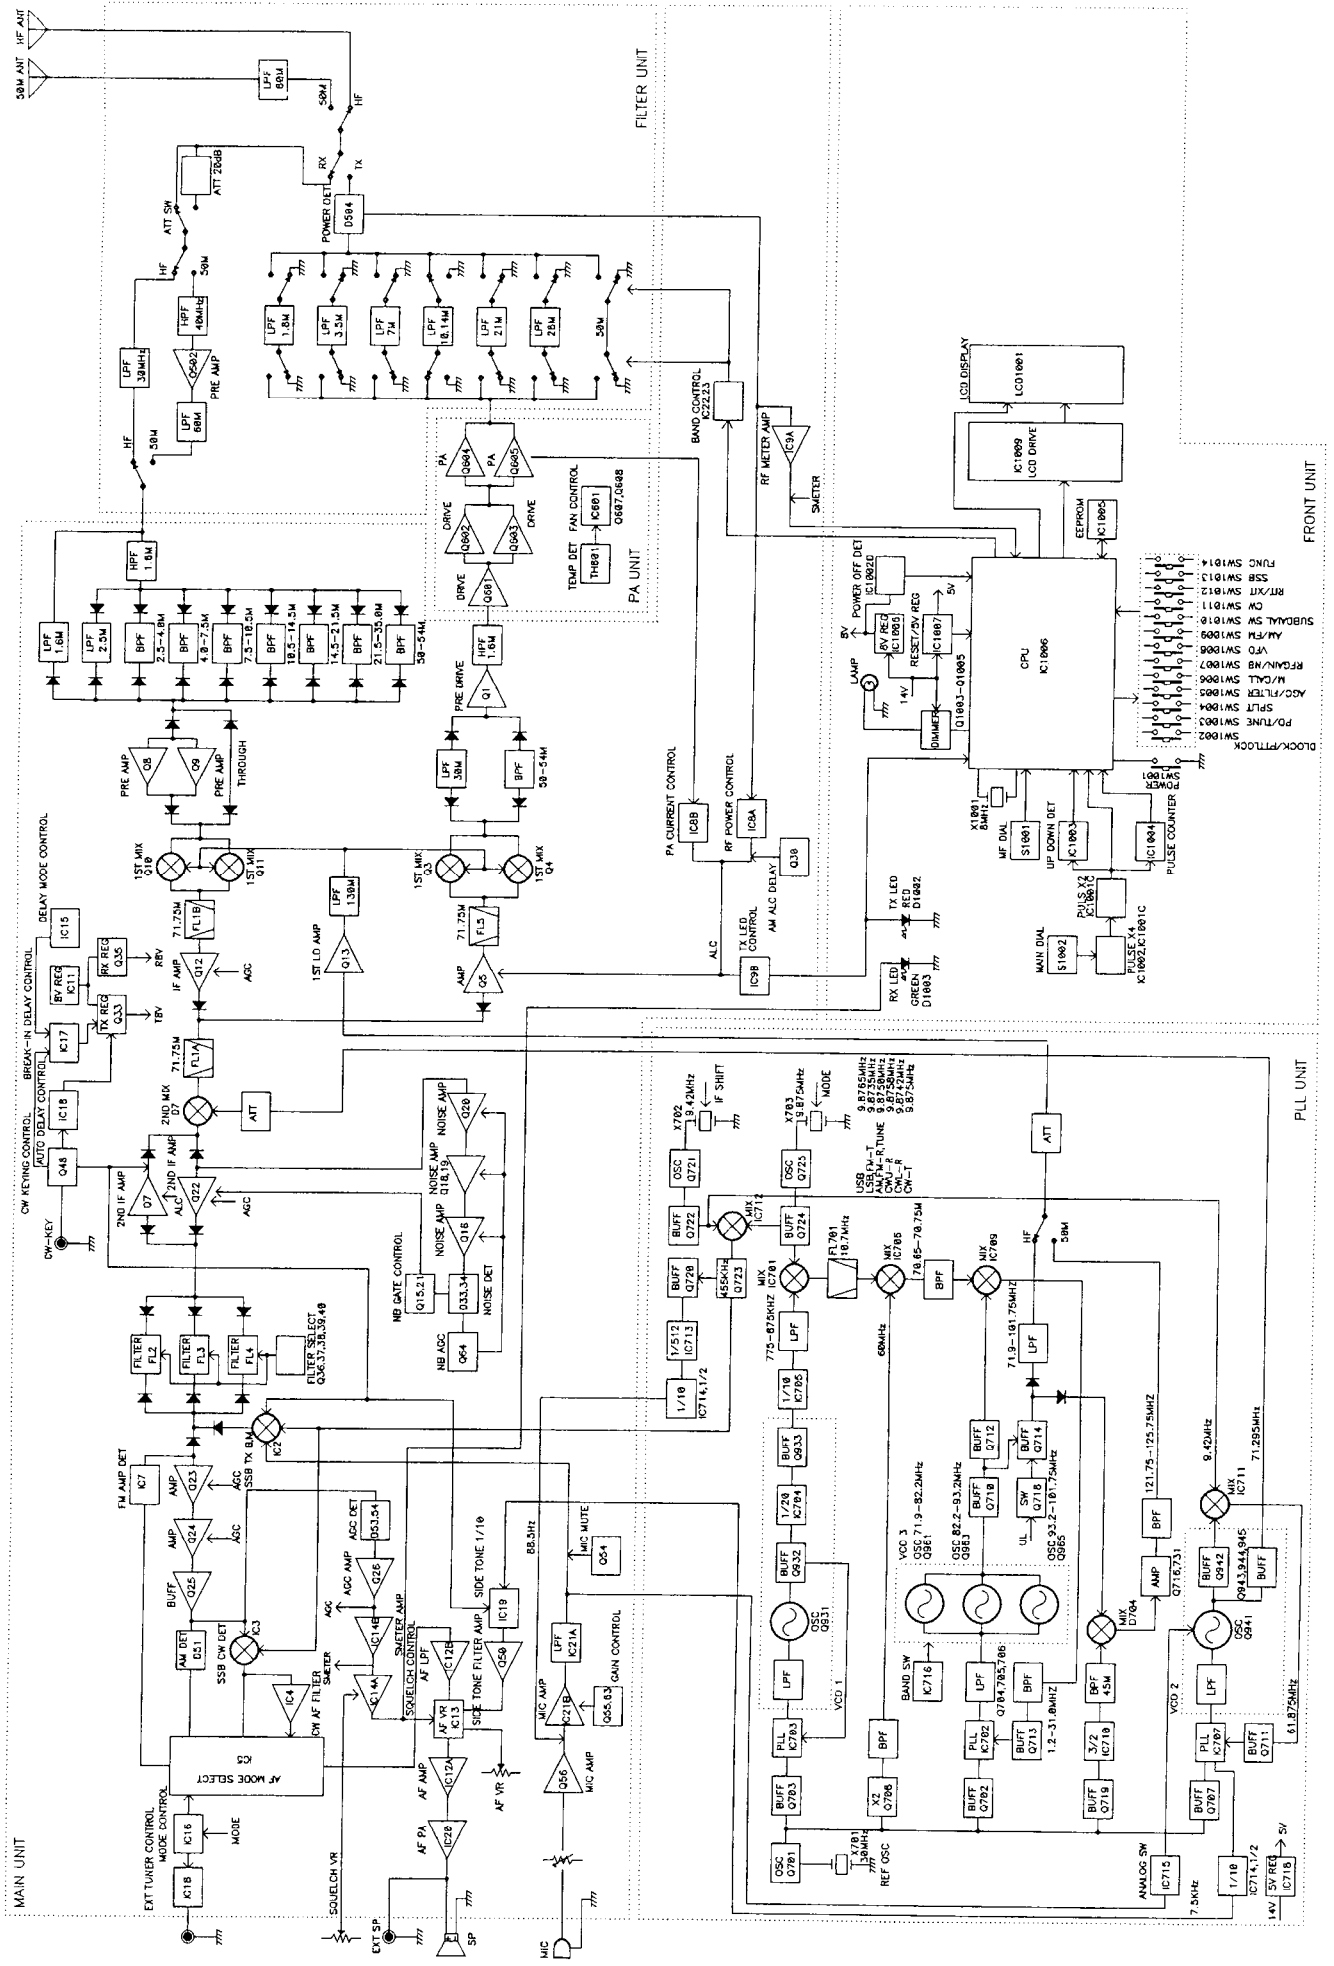 MAIN UNIT
EXT TUNER CONTROL
MODE CONTROL
IC18
IC16
MODE
IC5
AF MODE SELECT
FM AMP DET
IC7
AM DET
D51
BUFF
Q25
AMP
Q24
AGC
AMP
Q23
AGC
SSB CW DET
IC3
IC4
CW AF FILTER
SQUELCH VR
SMETER
IC14A
SMETER AMP
IC14B
AGC
AGC AMP
Q26
AGC DET
D53,54
SQUELCH CONTROL
AF LPF
IC12B
AF VR
IC13
SIDE TONE FILTER AMP
Q50
SIDE TONE 1/10
IC19
AF AMP
IC12A
AF PA
IC20
AF VR
EXT SP
SP
MIC
MIC AMP
Q56
MIC AMP
IC21B
Q55,63
GAIN CONTROL
LPF
IC21A
MIC MUTE
Q54
88.5Hz
SSB TX B.M
IC2
FILTER
FL2
FILTER
FL3
FILTER
FL4
FILTER SELECT
Q36,37,38,39,40
CW-KEY
CW KEYING CONTROL
Q48
AUTO DELAY CONTROL
IC18
BREAK-IN DELAY CONTROL
IC17
DELAY MODE CONTROL
IC15
8V REG
IC11
TX REG
Q33
T8V
RX REG
Q35
R8V
2ND IF AMP
Q7
2ND IF AMP
ALC
Q22
AGC
2ND MIX
D7
ATT
71.75M
FL1A
IF AMP
Q12
AGC
71.75M
FL1B
1ST MIX
Q10
1ST MIX
Q11
PRE AMP
Q8
Q9
PRE AMP
THROUGH
LPF
1.6M
LPF
2.5M
BPF
2.5-4.0M
BPF
4.0-7.5M
BPF
7.5-10.5M
BPF
10.5-14.5M
BPF
14.5-21.5M
BPF
21.5-35.0M
BPF
50-54M
HPF
1.6M
NB GATE CONTROL
Q15,21
D33,34
NOISE DET
NB AGC
Q64
NOISE AMP
Q16
NOISE AMP
Q18,19
NOISE AMP
Q20
1ST LO AMP
Q13
LPF
130M
AMP
Q5
71.75M
FL5
1ST MIX
Q3
1ST MIX
Q4
LPF
30M
BPF
50-54M
PRE DRIVE
Q1
HPF
1.6M
DRIVE
Q601
DRIVE
Q602
Q603
DRIVE
PA
Q604
PA
Q605
TEMP DET
TH601
FAN CONTROL
IC601
Q607,Q608
PA UNIT
50M ANT
HF ANT
LPF
60M
50M
HF
RX
TX
ATT SW
ATT 20dB
POWER DET
D504
HF
50M
LPF
30MHz
HPF
40MHz
Q502
PRE AMP
LPF
60M
HF
50M
LPF
1.8M
LPF
3.5M
LPF
7M
LPF
10,14M
LPF
21M
LPF
28M
50M
FILTER UNIT
ALC
PA CURRENT CONTROL
IC8B
RF POWER CONTROL
IC8A
AM ALC DELAY
Q30
TX LED
CONTROL
IC9B
BAND CONTROL
IC22,23
RF METER AMP
IC9A
SMETER
RX LED
GREEN
D1003
TX LED
RED
D1002
LAMP
14V
8V
8V REG
IC1006
RESET/5V REG
IC1007
5V
DIMMER
Q1003-Q1005
POWER OFF DET
IC1002D
CPU
IC1006
EEPROM
IC1005
IC1009
LCD DRIVE
LCD DISPLAY
LCD1001
X1001
8MHz
MF DIAL
S1001
UP DOWN DET
IC1003
IC1004
PULSE COUNTER
PULS X2
IC1001C
PULSE X4
IC1002,IC1001C
MAIN DIAL
S1002
POWER
SW1001
DLOCK/PTTLOCK
SW1002
PO/TUNE SW1003
SPLIT SW1004
AGC/FILTER SW1005
M/CALL SW1006
RFGAIN/NB SW1007
VFO SW1008
AM/FM SW1009
SUBDAIAL SW SW1010
CW SW1011
RIT/XIT SW1012
SSB SW1013
FUNC SW1014
FRONT UNIT
X702
9.42MHz
IF SHIFT
OSC
Q721
BUFF
Q722
MIX
IC712
X703
9.875MHz
MODE
OSC
Q725
BUFF
Q724
455KHz
Q723
BUFF
Q720
1/512
IC713
1/10
IC714,1/2
USB 9.8765MHz
LSB,FM-T 9.8735MHz
AM,FM-R,TUNE 9.8750MHz
CWU-R 9.8758MHz
CWL-R 9.8742MHz
CW-T 9.875MHz
MIX
IC701
775-875KHZ
LPF
1/10
IC705
BUFF
Q933
1/20
IC704
BUFF
Q932
OSC
Q931
LPF
VCO 1
PLL
IC703
BUFF
Q703
FL701
10.7MHz
MIX
IC706
60MHz
70.65-70.75M
BPF
MIX
IC709
BPF
X2
Q706
OSC
Q701
X701
30MHz
REF OSC
VCO 3
OSC 71.9-82.2MHz
Q961
OSC 82.2-93.2MHz
Q963
OSC 93.2-101.75MHz
Q965
BAND SW
IC716
LPF
Q704,705,706
PLL
IC702
BUFF
Q702
BPF
BUFF
Q713
1.2-31.0MHZ
BUFF
Q710
BUFF
Q712
BUFF
Q714
SW
Q718
UL
LPF
71.9-101.75MHZ
HF
50M
ATT
MIX
D704
BPF
45M
3/2
IC710
BUFF
Q719
AMP
Q716,731
BPF
121.75-125.75MHZ
9.42MHz
MIX
IC711
71.295MHz
BUFF
Q942
Q943,944,945
BUFF
OSC
Q941
LPF
VCO 2
PLL
IC707
BUFF
Q707
BUFF
Q711
61.875MHz
ANALOG SW
IC715
7.5KHz
1/10
IC714,1/2
14V
5V REG
IC718
5V
PLL UNIT